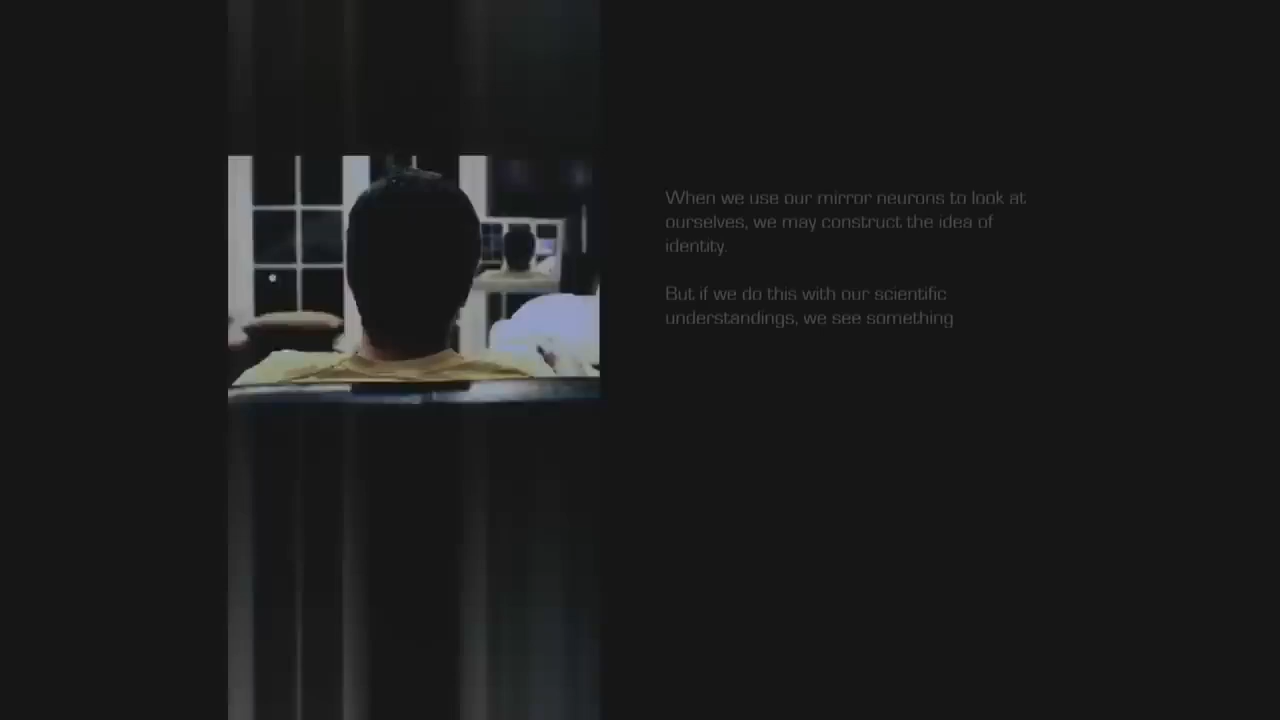 When we use our mirror neurons to look at
ourselves, we may construct the idea of
identity.
But if we do this with our scientific
understandings, we see something